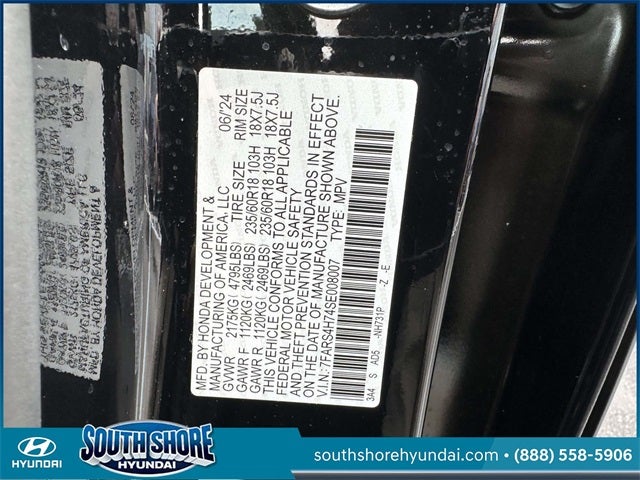 MFD. BY HONDA DEVELOPMENT &
MANUFACTURING OF AMERICA, LLC 06/24
GVWR 2175KG ( 4795LBS) TIRE SIZE RIM SIZE
GAWR F 1120KG ( 2469LBS) 235/60R18 103H 18X7.5J
GAWR R 1120KG ( 2469LBS) 235/60R18 103H 18X7.5J
THIS VEHICLE CONFORMS TO ALL APPLICABLE
FEDERAL MOTOR VEHICLE SAFETY
AND THEFT PREVENTION STANDARDS IN EFFECT
ON THE DATE OF MANUFACTURE SHOWN ABOVE.
V.I.N: 7FARS4H74SE008007 TYPE: MPV
3A4 S AD5 -NH731P -Z -E
HYUNDAI
SOUTH SHORE
HYUNDAI
southshorehyundai.com • (888) 558-5906